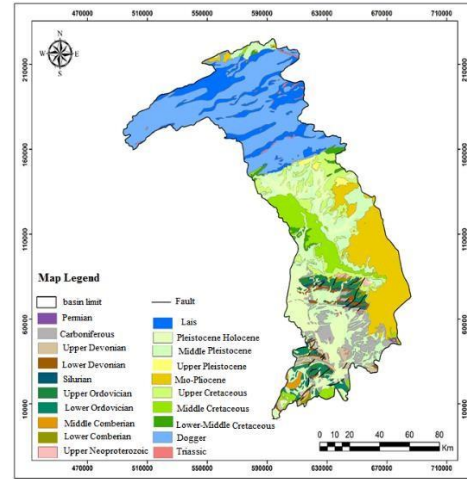 470000 510000 550000 590000 630000 670000 710000
N
W E
S
210000 210000
160000 160000
110000 110000
60000 60000
10000 10000
Map Legend
basin limit
Permian
Carboniferous
Upper Devonian
Lower Devonian
Silurian
Upper Ordovician
Lower Ordovician
Middle Comberian
Lower Comberian
Upper Neoproterozoic
Fault
Lais
Pleistocene Holocene
Middle Pleistocene
Upper Pleistocene
Mio-Pliocene
Upper Cretaceous
Middle Cretaceous
Lower-Middle Cretaceous
Dogger
Triassic
0 10 20 40 60 80
Km
470000 510000 550000 590000 630000 670000 710000